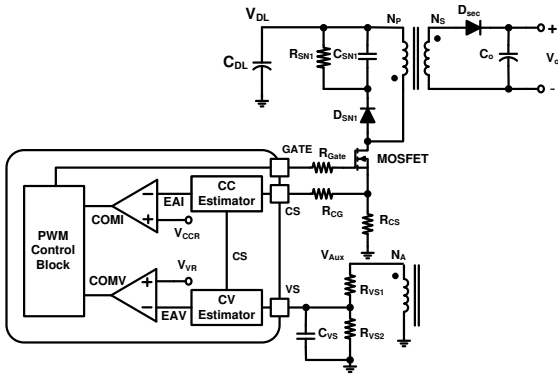 V_DL
N_P
N_S
D_sec
+
R_SN1
C_SN1
C_o
V_o
C_DL
-
D_SN1
GATE
R_Gate
MOSFET
CC
Estimator
EAI
CS
R_CG
COMI
R_CS
PWM
Control
Block
V_CCR
CS
V_Aux
N_A
COMV
V_VR
VS
R_VS1
CV
Estimator
EAV
C_VS
R_VS2